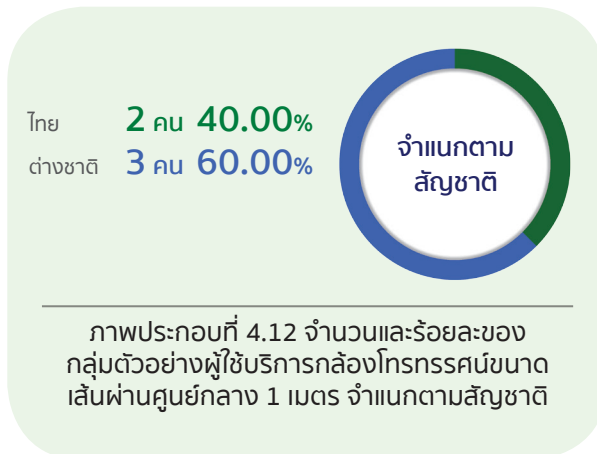 ไทย 2 คน 40.00%
ต่างชาติ 3 คน 60.00%
จำแนกตาม
สัญชาติ
ภาพประกอบที่ 4.12 จำนวนและร้อยละของ
กลุ่มตัวอย่างผู้ใช้บริการกล้องโทรทรรศน์ขนาด
เส้นผ่านศูนย์กลาง 1 เมตร จำแนกตามสัญชาติ